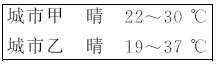 城市甲 晴 22～30 ℃
城市乙 晴 19～37 ℃